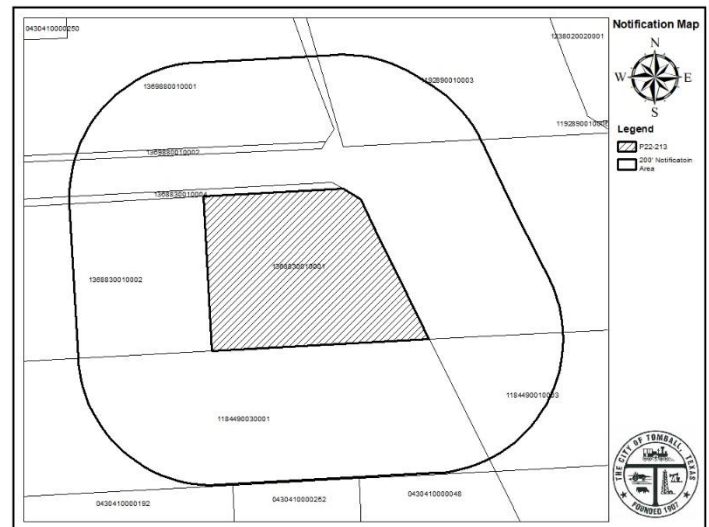 0430410000250
1369880010001
1192890010003
1238020020001
1369880010002
1368830010004
1368830010001
1368830010002
1184490030001
1184490010003
0430410000192
0430410000252
0430410000048
Notification Map
N
W
E
S
Legend
P22-213
200' Notificatoin
Area
THE CITY OF TOMBALL, TEXAS
FOUNDED 1907